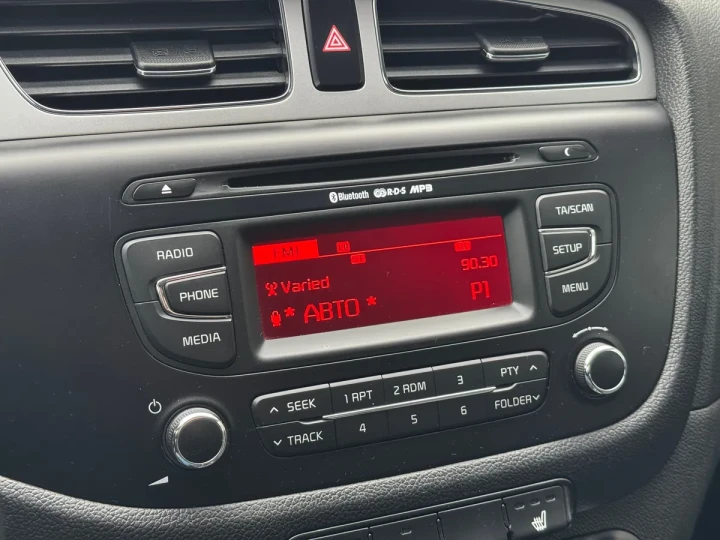 Bluetooth R·D·S MP3
RADIO
TA/SCAN
FM1
90.30
PHONE
SETUP
Varied
* АВТО * P1
MEDIA
MENU
SEEK 1 RPT 2 RDM 3 PTY
TRACK 4 5 6 FOLDER